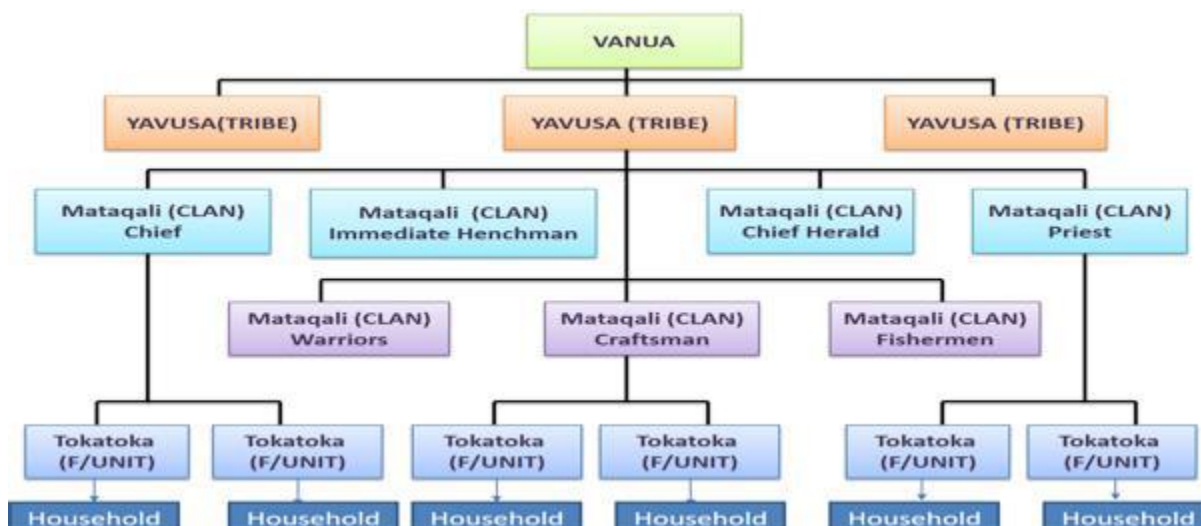 VANUA
YAVUSA(TRIBE)
YAVUSA (TRIBE)
YAVUSA (TRIBE)
Mataqali (CLAN)
Chief
Mataqali (CLAN)
Immediate Henchman
Mataqali (CLAN)
Chief Herald
Mataqali (CLAN)
Priest
Mataqali (CLAN)
Warriors
Mataqali (CLAN)
Craftsman
Mataqali (CLAN)
Fishermen
Tokatoka
(F/UNIT)
Tokatoka
(F/UNIT)
Tokatoka
(F/UNIT)
Tokatoka
(F/UNIT)
Tokatoka
(F/UNIT)
Tokatoka
(F/UNIT)
Household
Household
Household
Household
Household
Household